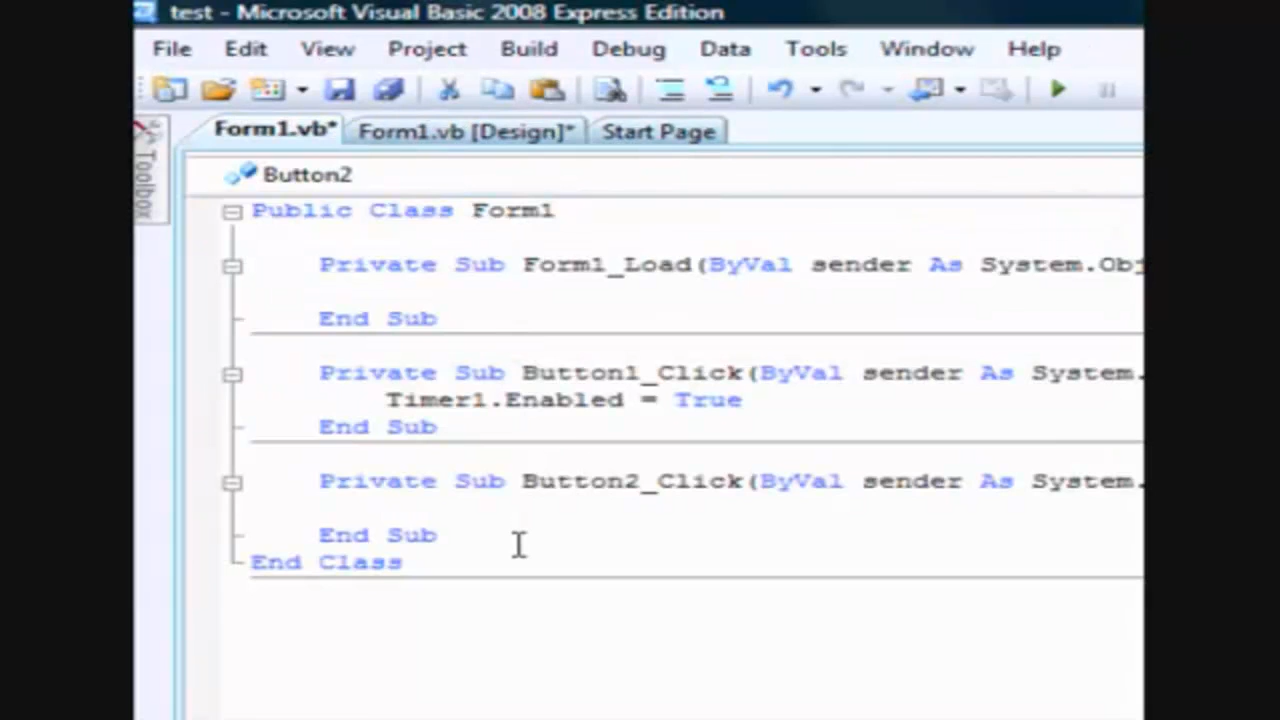 test - Microsoft Visual Basic 2008 Express Edition
File Edit View Project Build Debug Data Tools Window Help
Form1.vb* Form1.vb [Design]* Start Page
Toolbox
Button2
Public Class Form1
Private Sub Form1_Load(ByVal sender As System.Obj
End Sub
Private Sub Button1_Click(ByVal sender As System.
Timer1.Enabled = True
End Sub
Private Sub Button2_Click(ByVal sender As System.
End Sub
End Class